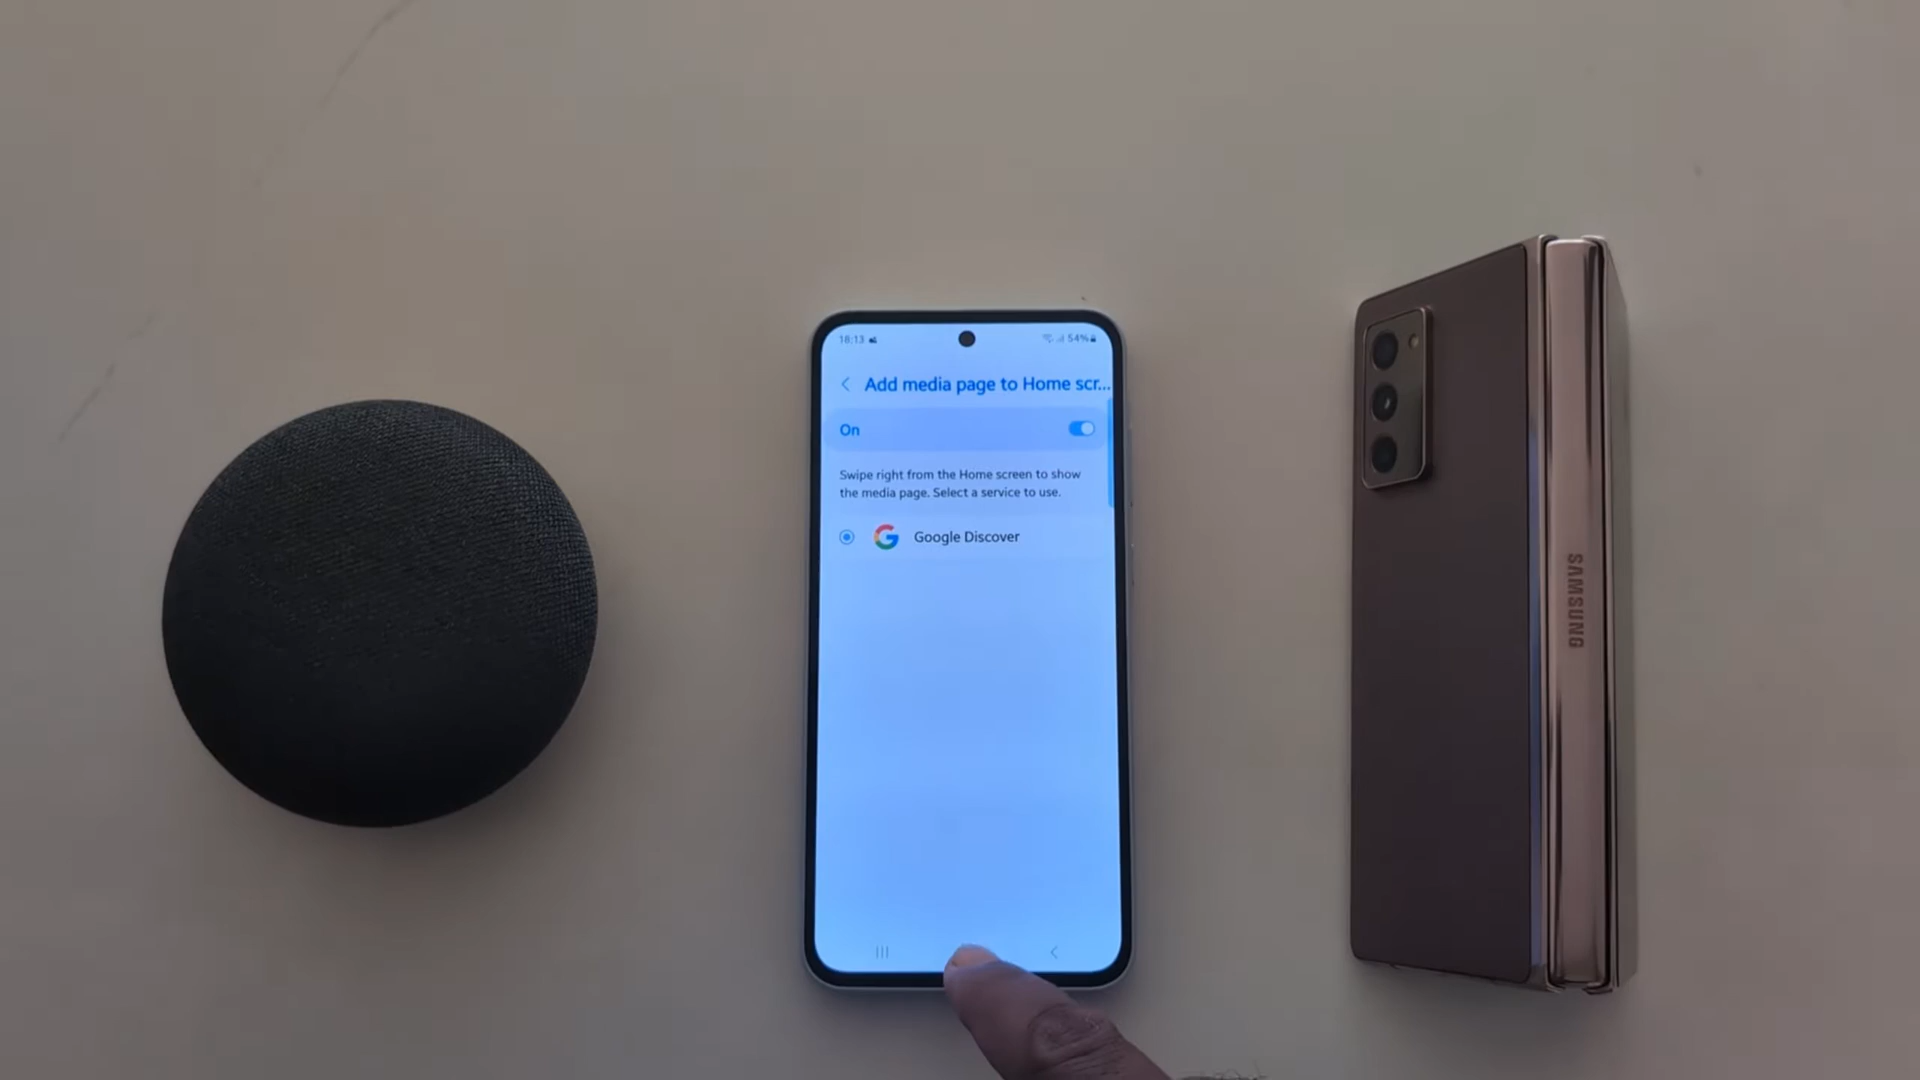 18:13
54%
Add media page to Home scr...
On
Swipe right from the Home screen to show
the media page. Select a service to use.
Google Discover
SAMSUNG